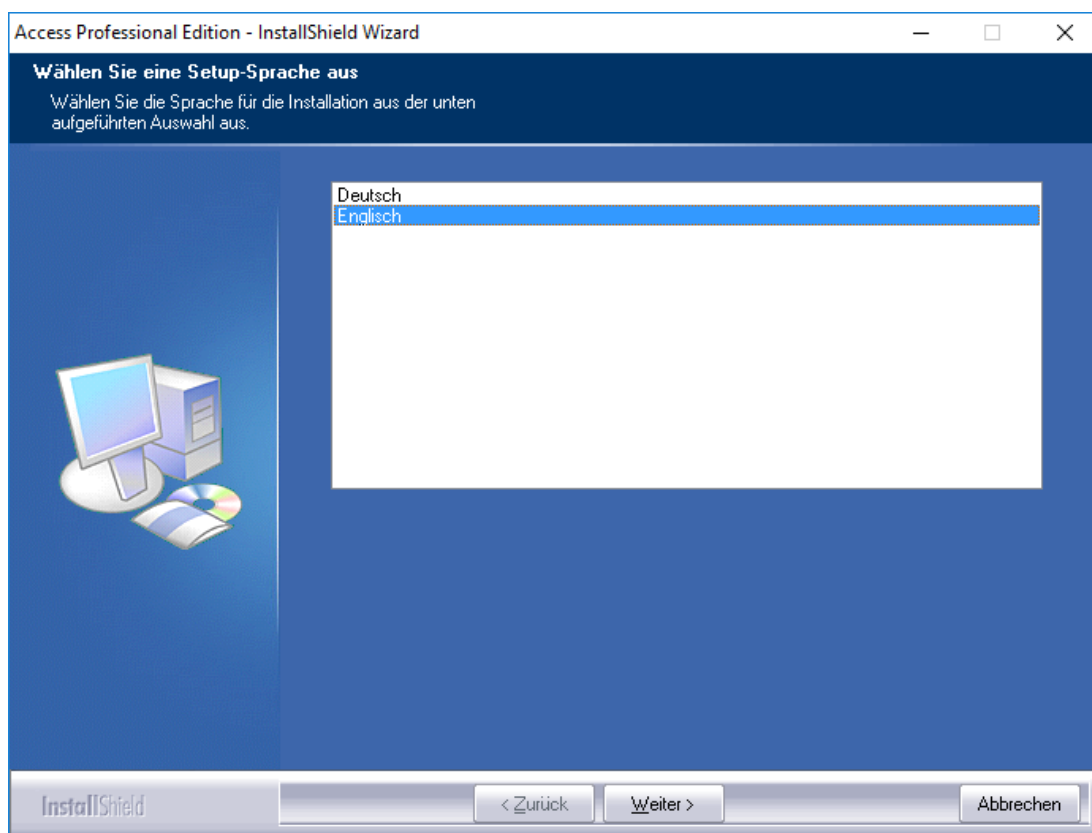 Access Professional Edition - InstallShield Wizard
Wählen Sie eine Setup-Sprache aus
Wählen Sie die Sprache für die Installation aus der unten
aufgeführten Auswahl aus.
Deutsch
Englisch
InstallShield
< Zurück
Weiter >
Abbrechen